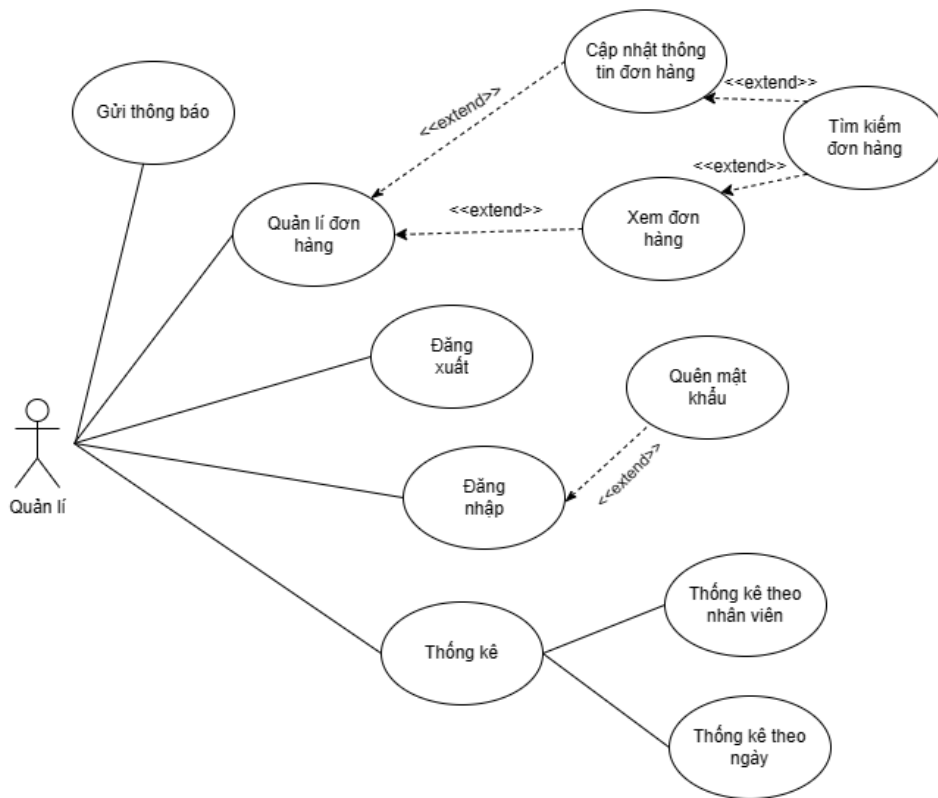 Cập nhật thông
tin đơn hàng
<<extend>>
Gửi thông báo
<<extend>>
Tìm kiếm
đơn hàng
<<extend>>
Quản lí đơn
hàng
<<extend>>
Xem đơn
hàng
Đăng
xuất
Quên mật
khẩu
<<extend>>
Quản lí
Đăng
nhập
Thống kê theo
nhân viên
Thống kê
Thống kê theo
ngày